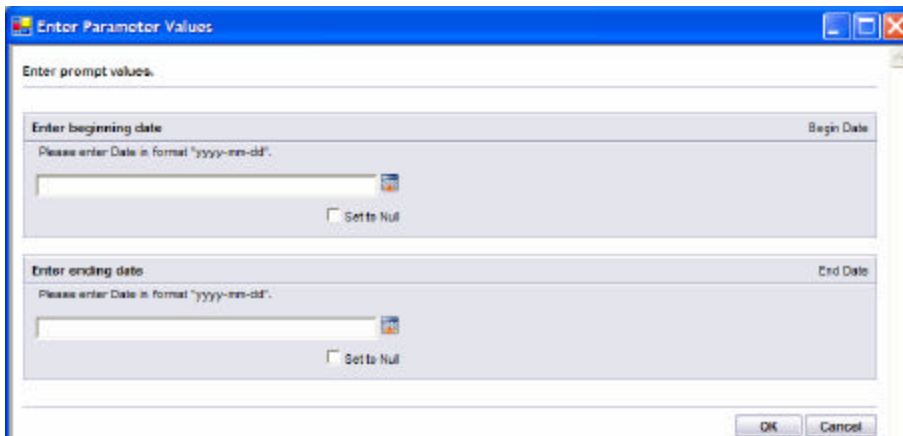 Enter Parameter Values
Enter prompt values.
Enter beginning date Begin Date
Please enter Date in format "yyyy-mm-dd".
Set to Null
Enter ending date End Date
Please enter Date in format "yyyy-mm-dd".
Set to Null
OK Cancel